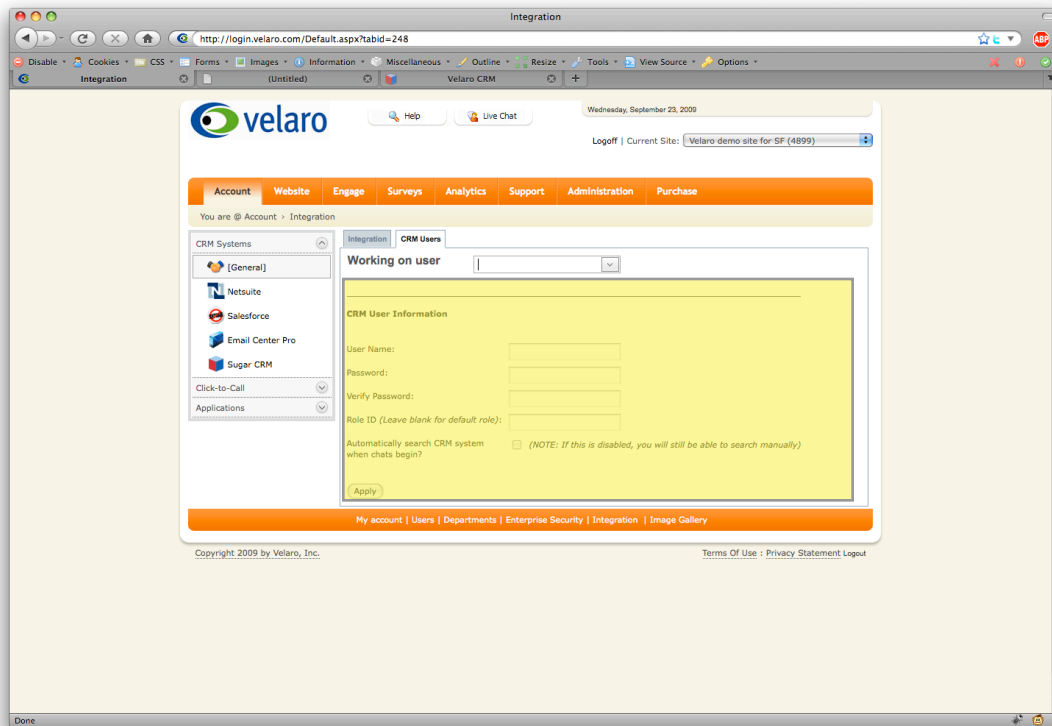 Integration
http://login.velaro.com/Default.aspx?tabid=248
ABP
Disable Cookies CSS Forms Images Information Miscellaneous Outline Resize Tools View Source Options
Integration (Untitled) Velaro CRM
velaro
Help Live Chat
Wednesday, September 23, 2009
Logoff | Current Site: Velaro demo site for SF (4899)
Account Website Engage Surveys Analytics Support Administration Purchase
You are @ Account > Integration
CRM Systems
[General]
Netsuite
Salesforce
Email Center Pro
Sugar CRM
Click-to-Call
Applications
Integration CRM Users
Working on user
CRM User Information
User Name:
Password:
Verify Password:
Role ID (Leave blank for default role):
Automatically search CRM system
when chats begin?
(NOTE: If this is disabled, you will still be able to search manually)
Apply
My account | Users | Departments | Enterprise Security | Integration | Image Gallery
Copyright 2009 by Velaro, Inc.
Terms Of Use : Privacy Statement Logout
Done